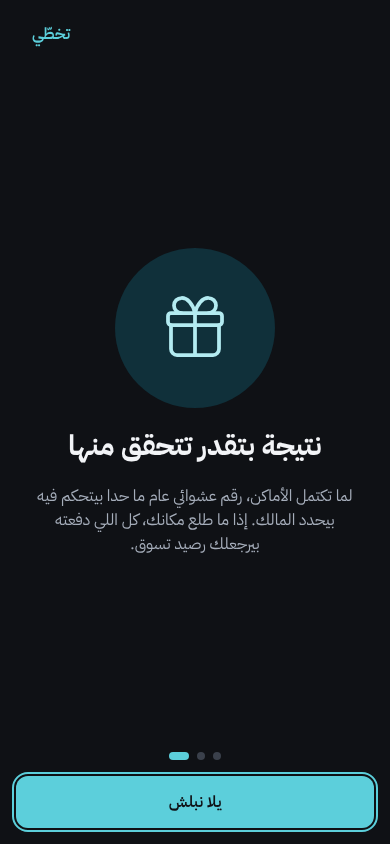 تخطّي
نتيجة بتقدر تتحقق منها
لما تكتمل الأماكن، رقم عشوائي عام ما حدا بيتحكم فيه
بيحدد المالك. إذا ما طلع مكانك، كل اللي دفعته
بيرجعلك رصيد تسوق.
يلا نبلش